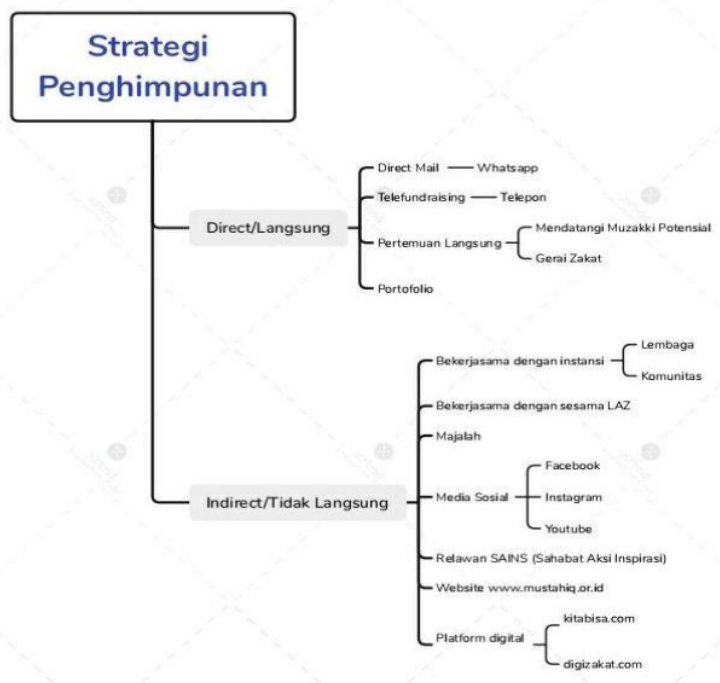 Strategi
Penghimpunan
Direct/Langsung
Direct Mail
Whatsapp
Telefundraising
Telepon
Pertemuan Langsung
Mendatangi Muzakki Potensial
Gerai Zakat
Portofolio
Indirect/Tidak Langsung
Bekerjasama dengan instansi
Lembaga
Komunitas
Bekerjasama dengan sesama LAZ
Majalah
Media Sosial
Facebook
Instagram
Youtube
Relawan SAINS (Sahabat Aksi Inspirasi)
Website www.mustahiq.or.id
Platform digital
kitabisa.com
digizakat.com